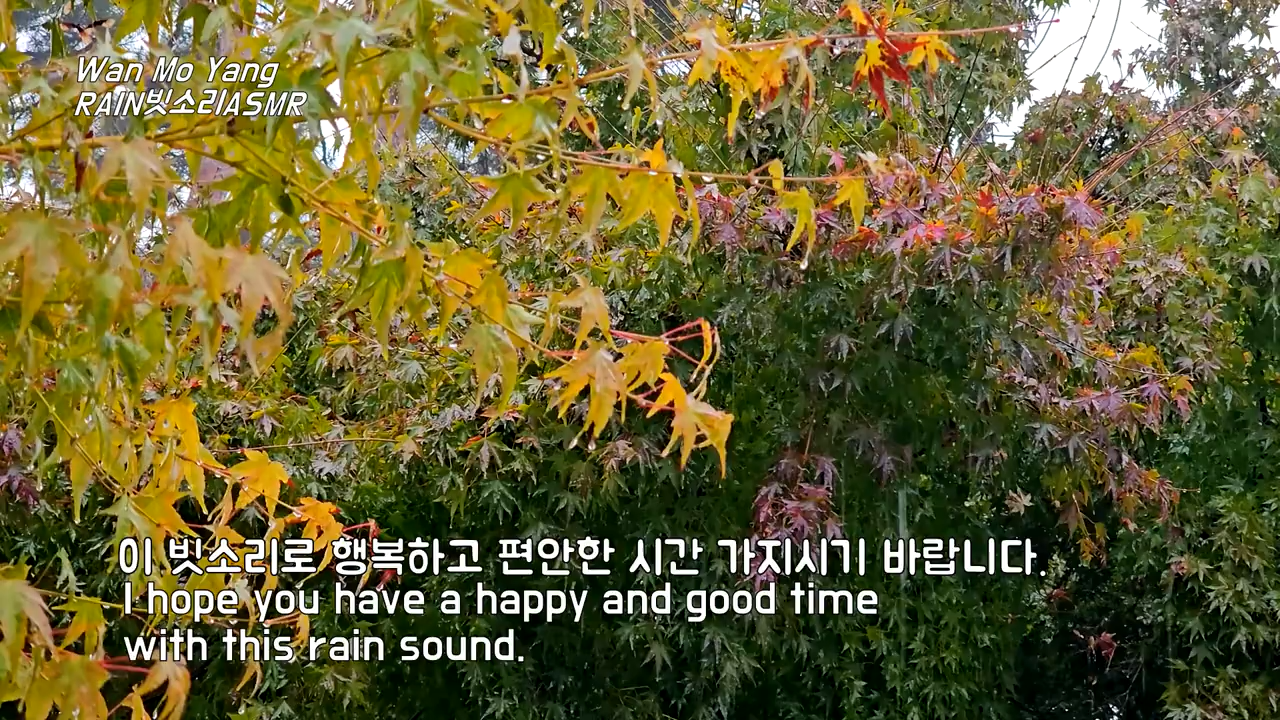 Wan Mo Yang
RAIN빗소리ASMR
이 빗소리로 행복하고 편안한 시간 가지시기 바랍니다.
I hope you have a happy and good time
with this rain sound.